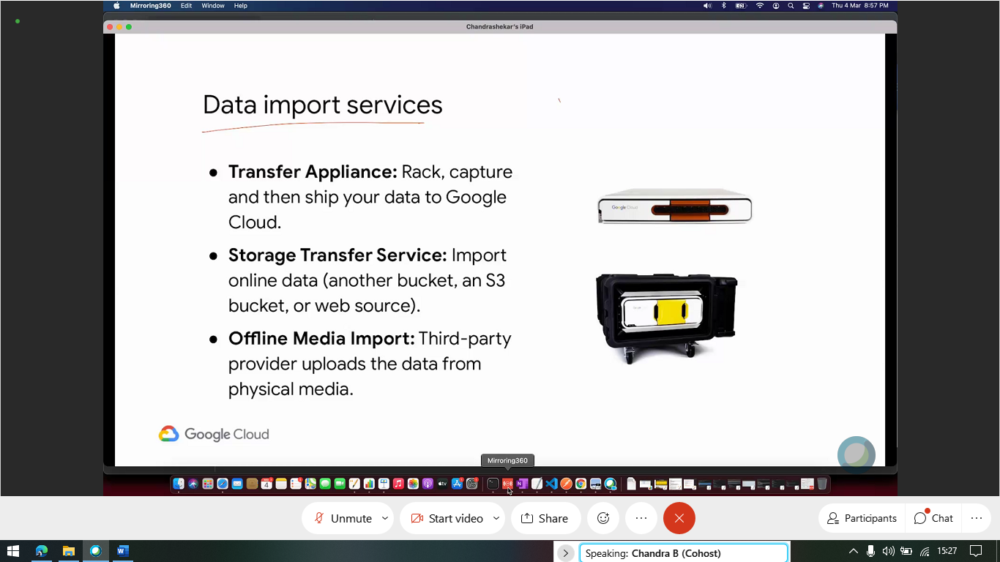 Mirroring360 Edit Window Help
Thu 4 Mar 8:57 PM
Chandrashekar's iPad
Data import services
● Transfer Appliance: Rack, capture
and then ship your data to Google
Cloud.
● Storage Transfer Service: Import
online data (another bucket, an S3
bucket, or web source).
● Offline Media Import: Third-party
provider uploads the data from
physical media.
Google Cloud
Google Cloud
Mirroring360
Unmute
Start video
Share
Participants
Chat
Speaking: Chandra B (Cohost)
15:27